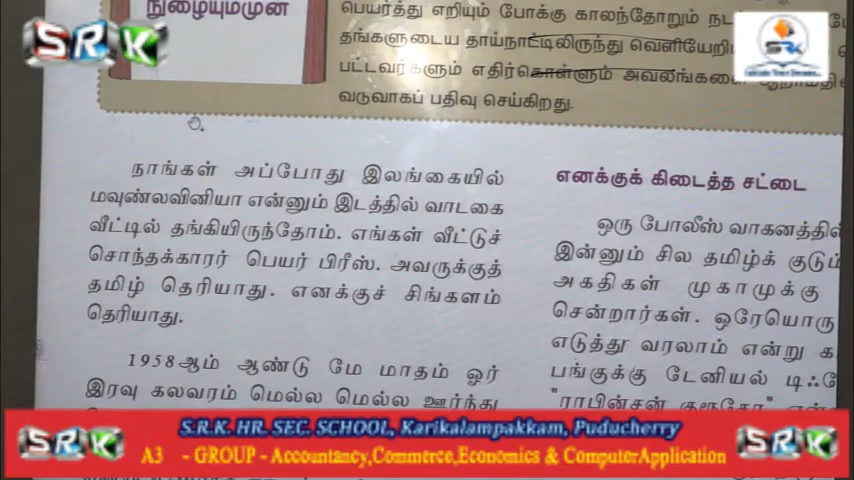 SRK
நுழையுமுன்
பெயர்த்து எறியும் போக்கு காலந்தோறும்
தங்களுடைய தாய்நாட்டிலிருந்து
பட்டவர்களும் எதிர்கொள்ளும் அவலங்களை
வடுவாகப் பதிவு செய்கிறது.
SRK
நாங்கள் அப்போது இலங்கையில்
மவுண்லவினியா என்னும் இடத்தில் வாடகை
வீட்டில் தங்கியிருந்தோம். எங்கள் வீட்டுச்
சொந்தக்காரர் பெயர் பிரீஸ். அவருக்குத்
தமிழ் தெரியாது. எனக்குச் சிங்களம்
தெரியாது.
1958ஆம் ஆண்டு மே மாதம் ஓர்
இரவு கலவரம் மெல்ல மெல்ல ஊர்ந்து
எனக்குக் கிடைத்த சட்டை
ஒரு போலீஸ் வாகனத்தில்
இன்னும் சில தமிழ்க்
அகதிகள் முகாமுக்கு
சென்றார்கள். ஒரேயொரு
எடுத்து வரலாம் என்று
பங்குக்கு டேனியல்
"ராபின்சன் குரூசோ"
SRK
S.R.K. HR. SEC. SCHOOL, Karikalampakkam, Puducherry
A3 - GROUP - Accountancy,Commerce,Economics & ComputerApplication
SRK